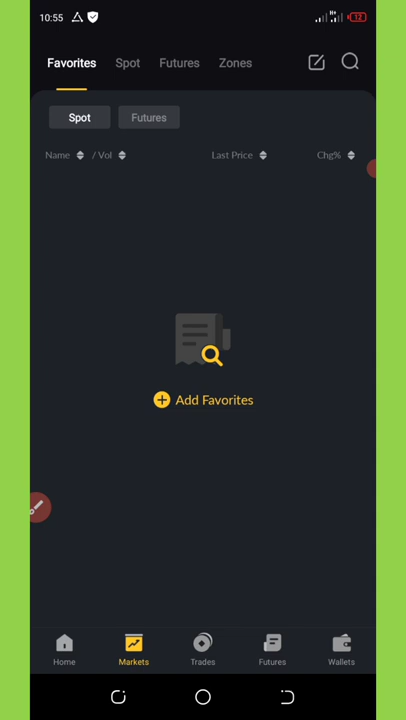 10:55 12
Favorites Spot Futures Zones
Spot Futures
Name / Vol Last Price Chg%
Add Favorites
Home Markets Trades Futures Wallets